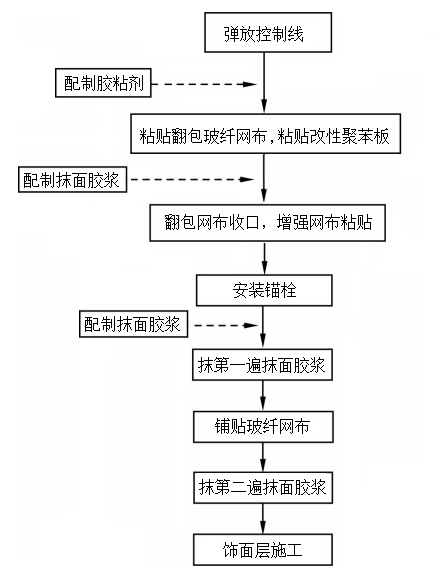 弹放控制线
配制胶粘剂
粘贴翻包玻纤网布,粘贴改性聚苯板
配制抹面胶浆
翻包网布收口，增强网布粘贴
安装锚栓
配制抹面胶浆
抹第一遍抹面胶浆
铺贴玻纤网布
抹第二遍抹面胶浆
饰面层施工